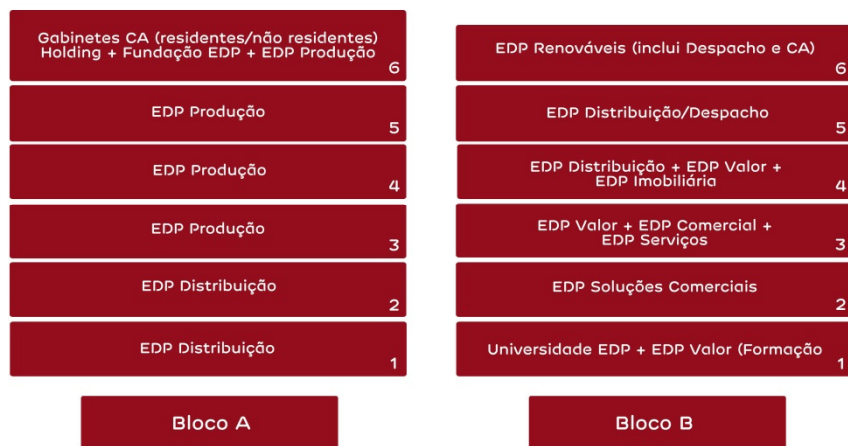 Gabinetes CA (residentes/não residentes)
Holding + Fundação EDP + EDP Produção
6
EDP Produção
5
EDP Produção
4
EDP Produção
3
EDP Distribuição
2
EDP Distribuição
1
Bloco A
EDP Renováveis (inclui Despacho e CA)
6
EDP Distribuição/Despacho
5
EDP Distribuição + EDP Valor +
EDP Imobiliária
4
EDP Valor + EDP Comercial +
EDP Serviços
3
EDP Soluções Comerciais
2
Universidade EDP + EDP Valor (Formação
1
Bloco B